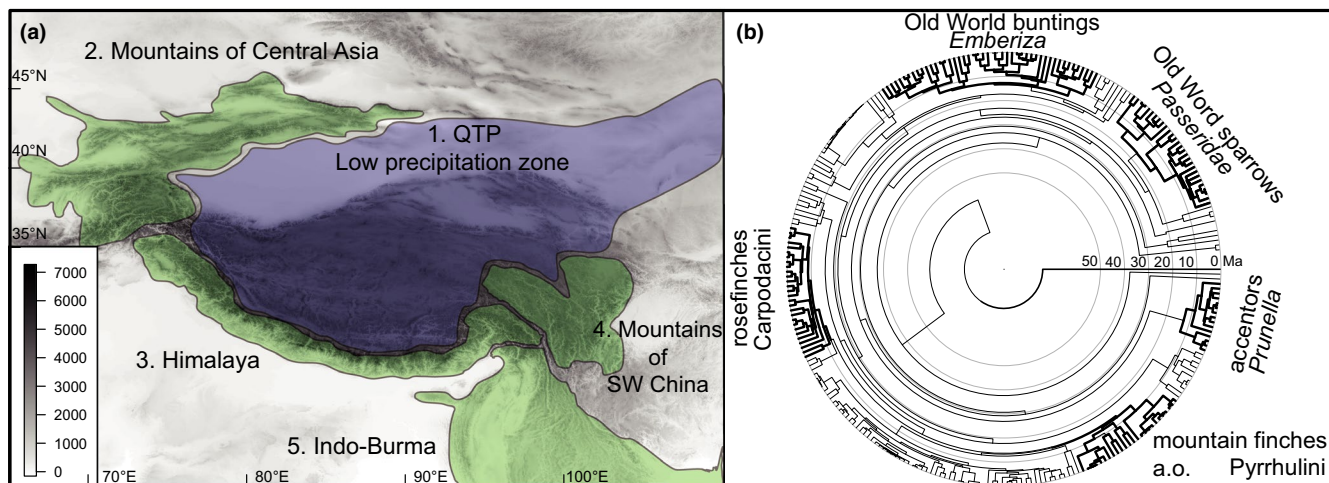 (a)
2. Mountains of Central Asia
45°N
40°N
35°N
1. QTP
Low precipitation zone
7000
6000
5000
4000
3000
2000
1000
0
3. Himalaya
4. Mountains
of
SW China
5. Indo-Burma
70°E
80°E
90°E
100°E
(b)
Old World buntings
Emberiza
Old Word sparrows
Passeridae
rosefinches
Carpodacini
50 40 30 20 10 0 Ma
accentors
Prunella
mountain finches
a.o. Pyrrhulini